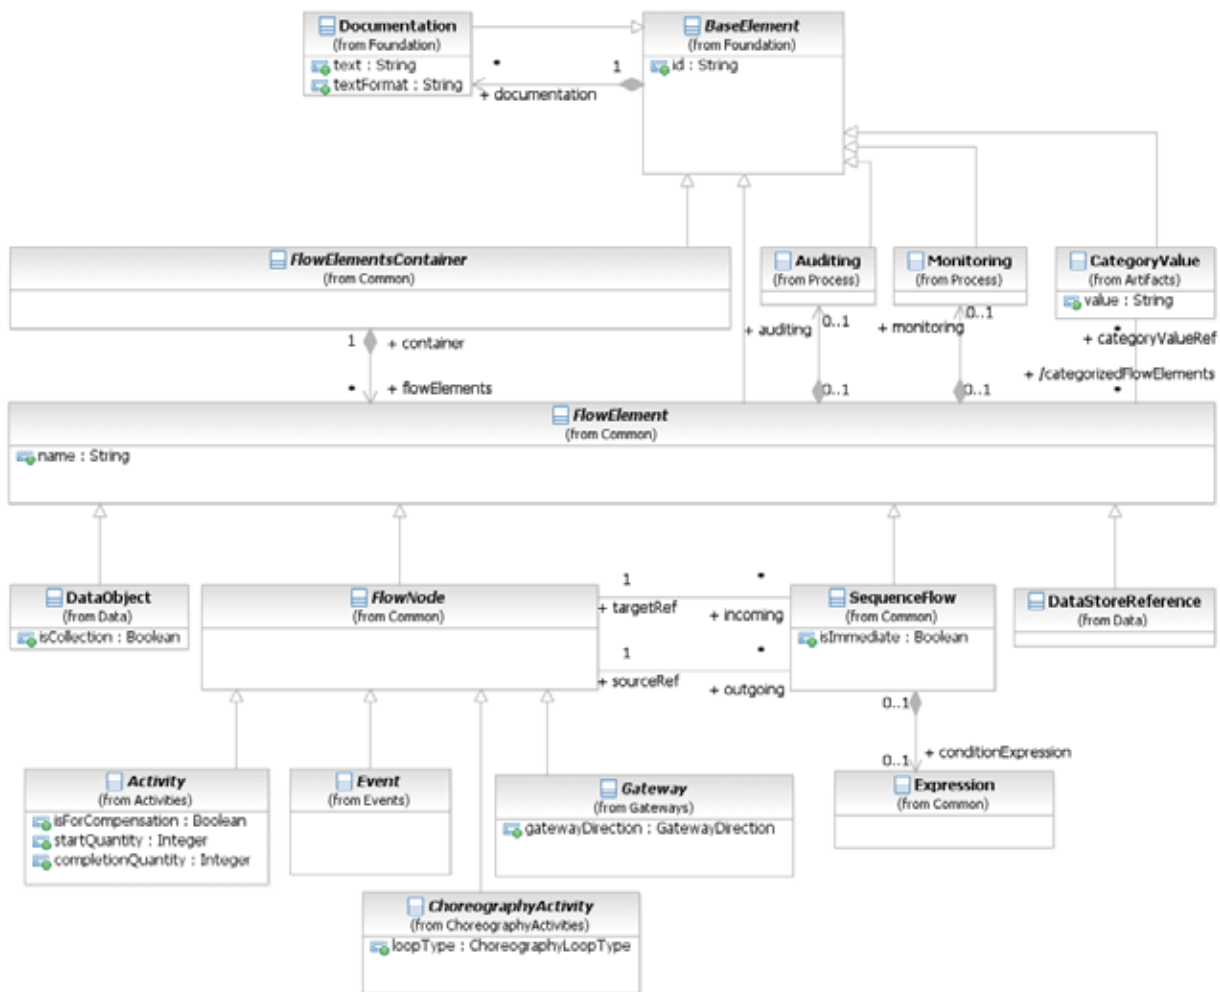 Documentation
(from Foundation)
text : String
textFormat : String
BaseElement
(from Foundation)
id : String
*
1
+ documentation
FlowElementsContainer
(from Common)
Auditing
(from Process)
Monitoring
(from Process)
CategoryValue
(from Artifacts)
value : String
1
+ container
*
+ flowElements
+ auditing
0..1
0..1
+ monitoring
0..1
0..1
*
+ categoryValueRef
+ /categorizedFlowElements
*
FlowElement
(from Common)
name : String
DataObject
(from Data)
isCollection : Boolean
FlowNode
(from Common)
1
*
+ targetRef
+ incoming
1
*
+ sourceRef
+ outgoing
SequenceFlow
(from Common)
isImmediate : Boolean
DataStoreReference
(from Data)
0..1
0..1
+ conditionExpression
Activity
(from Activities)
isForCompensation : Boolean
startQuantity : Integer
completionQuantity : Integer
Event
(from Events)
Gateway
(from Gateways)
gatewayDirection : GatewayDirection
Expression
(from Common)
ChoreographyActivity
(from ChoreographyActivities)
loopType : ChoreographyLoopType